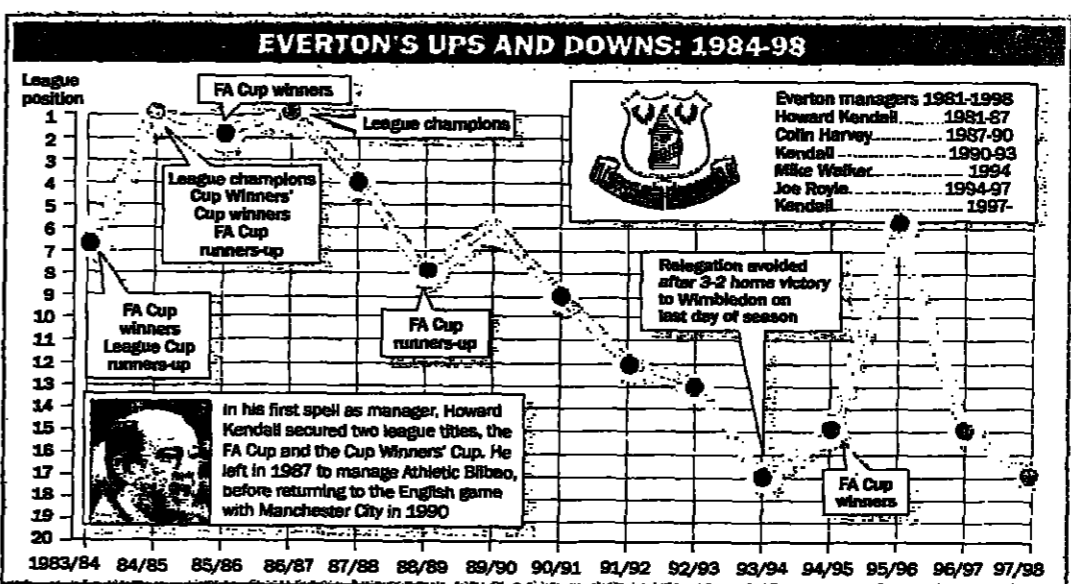 EVERTON'S UPS AND DOWNS: 1984-98
League
position
1
2
3
4
5
6
7
8
9
10
11
12
13
14
15
16
17
18
19
20
FA Cup winners
League champions
League champions
Cup Winners'
Cup winners
FA Cup
runners-up
FA Cup
winners
League Cup
runners-up
FA Cup
runners-up
Relegation avoided
after 3-2 home victory
to Wimbledon on
last day of season
FA Cup
winners
Everton managers 1981-1998
Howard Kendall........1981-87
Colin Harvey............1987-90
Kendall....................1990-93
Mike Walker................1994
Joe Royle..............1994-97
Kendall....................1997-
In his first spell as manager, Howard
Kendall secured two league titles, the
FA Cup and the Cup Winners' Cup. He
left in 1987 to manage Athletic Bilbao,
before returning to the English game
with Manchester City in 1990
1983/84 84/85 85/86 86/87 87/88 88/89 89/90 90/91 91/92 92/93 93/94 94/95 95/96 96/97 97/98